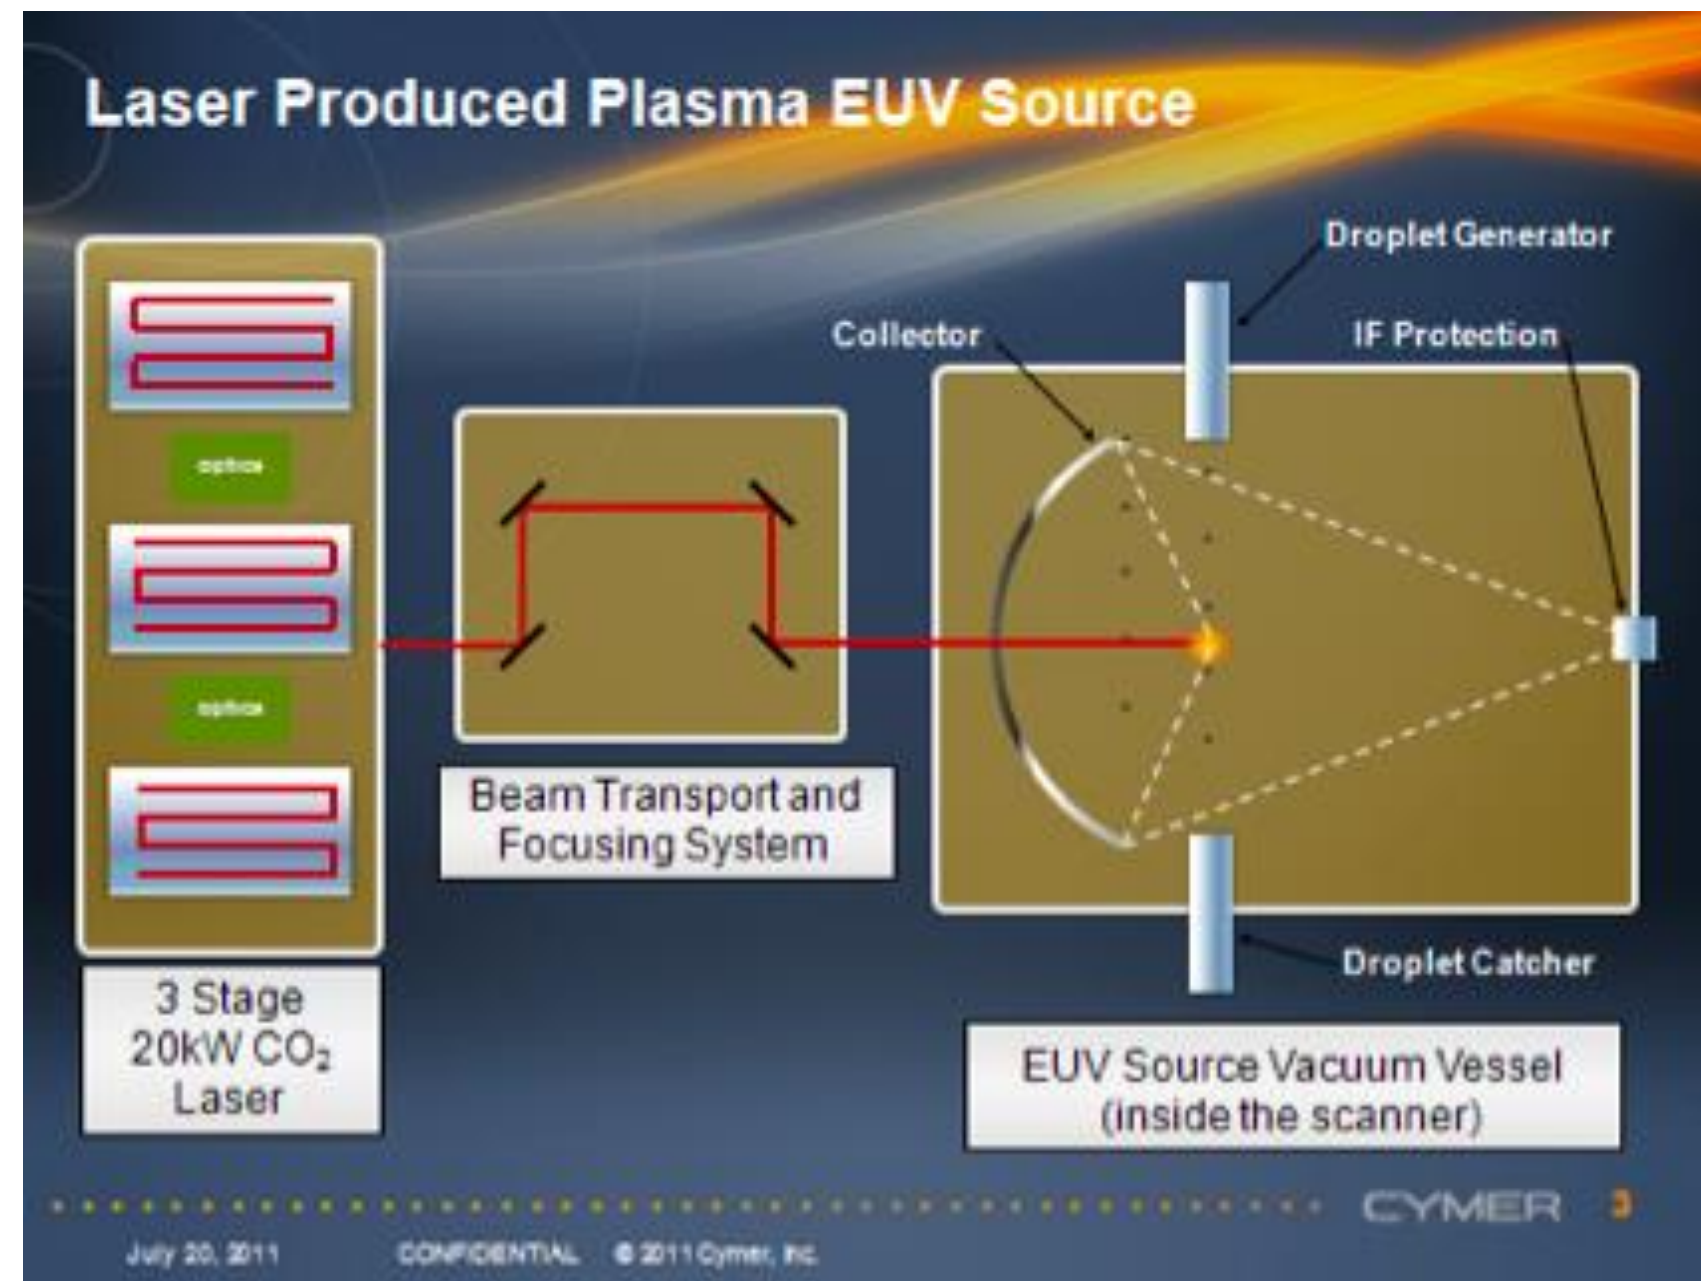 Laser Produced Plasma EUV Source
Droplet Generator
Collector
IF Protection
optics
optics
Beam Transport and
Focusing System
Droplet Catcher
3 Stage
20kW CO₂
Laser
EUV Source Vacuum Vessel
(inside the scanner)
CYMER 3
July 20, 2011 CONFIDENTIAL © 2011 Cymer, Inc.